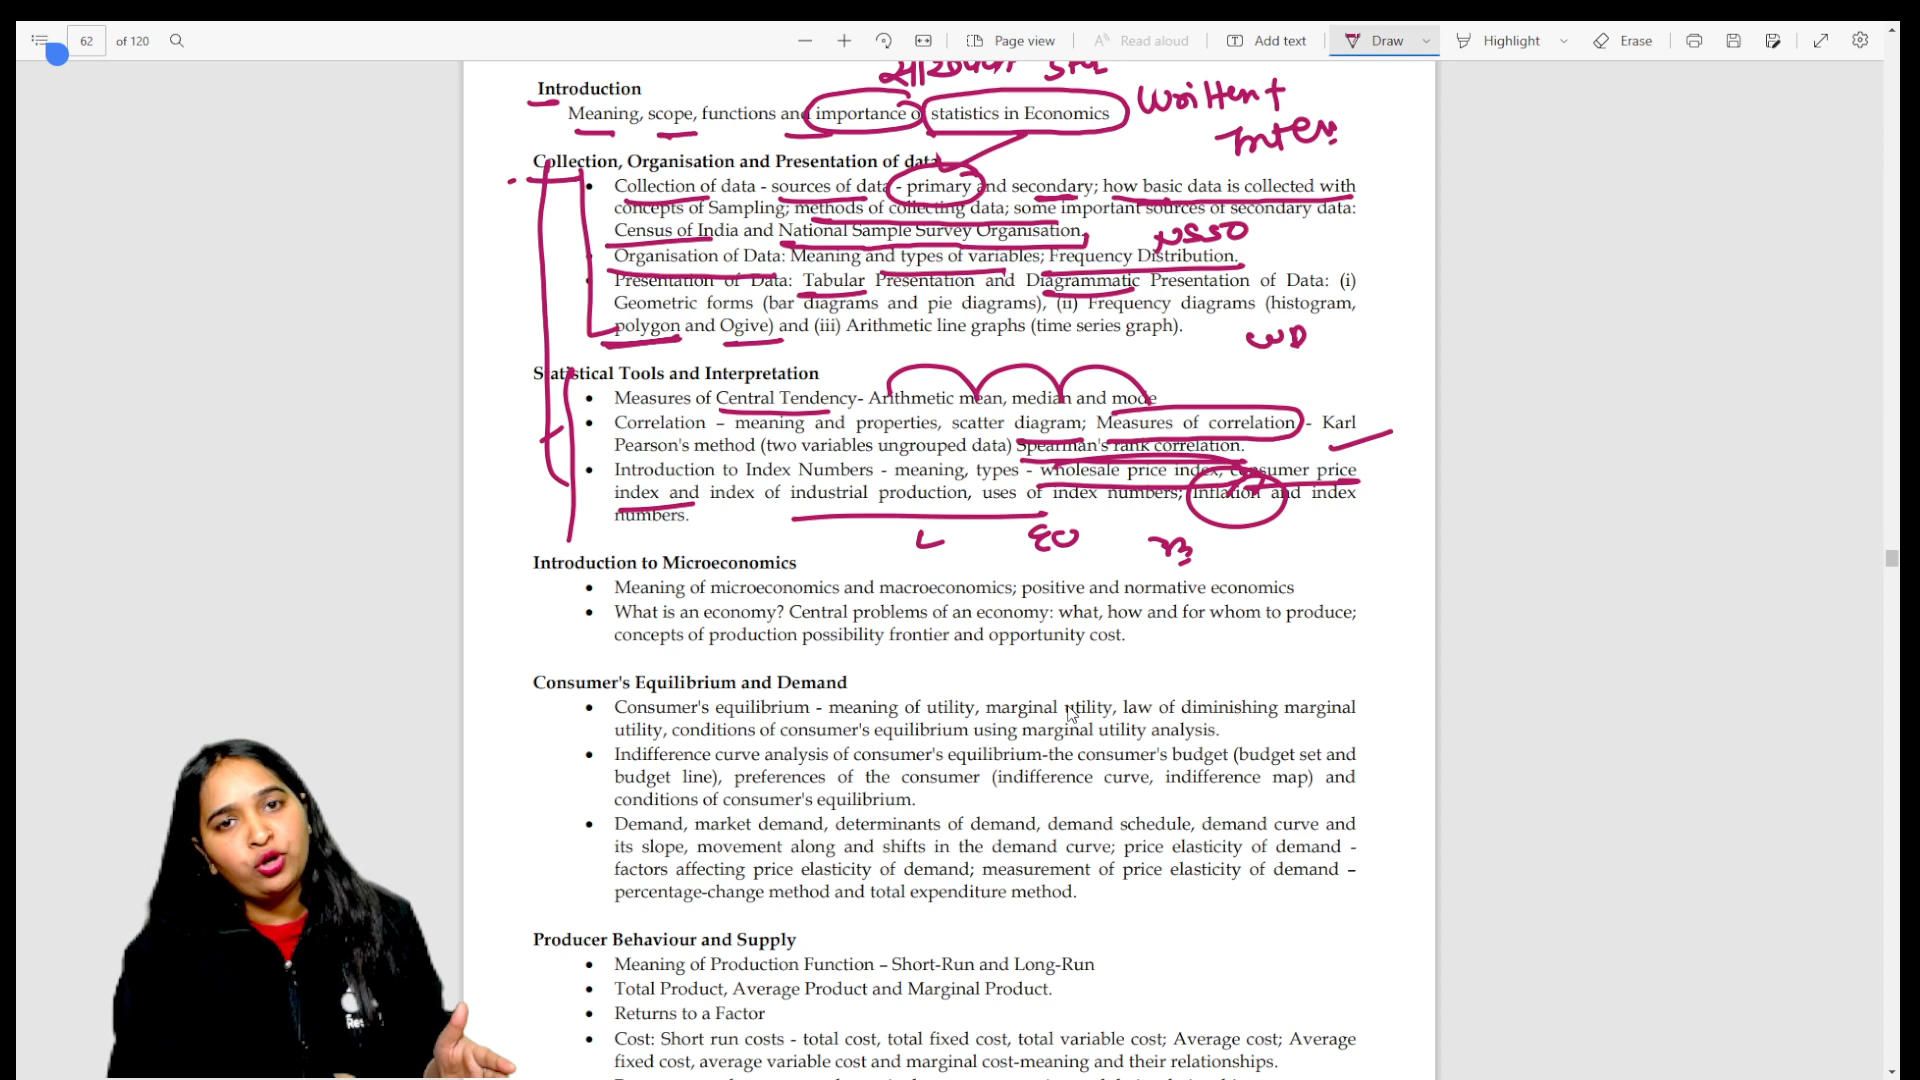 62 of 120 Page view Read aloud Add text Draw Highlight Erase
Introduction
Written +
Meaning, scope, functions and importance of statistics in Economics
Inter
Collection, Organisation and Presentation of data
Collection of data - sources of data - primary and secondary; how basic data is collected with
concepts of Sampling; methods of collecting data; some important sources of secondary data:
Census of India and National Sample Survey Organisation.
NSSO
Organisation of Data: Meaning and types of variables; Frequency Distribution.
Presentation of Data: Tabular Presentation and Diagrammatic Presentation of Data: (i)
Geometric forms (bar diagrams and pie diagrams), (ii) Frequency diagrams (histogram,
polygon and Ogive) and (iii) Arithmetic line graphs (time series graph).
Statistical Tools and Interpretation
Measures of Central Tendency- Arithmetic mean, median and mode
Correlation – meaning and properties, scatter diagram; Measures of correlation - Karl
Pearson's method (two variables ungrouped data) Spearman's rank correlation.
Introduction to Index Numbers - meaning, types - wholesale price index, consumer price
index and index of industrial production, uses of index numbers; Inflation and index
numbers.
Introduction to Microeconomics
Meaning of microeconomics and macroeconomics; positive and normative economics
What is an economy? Central problems of an economy: what, how and for whom to produce;
concepts of production possibility frontier and opportunity cost.
Consumer's Equilibrium and Demand
Consumer's equilibrium - meaning of utility, marginal utility, law of diminishing marginal
utility, conditions of consumer's equilibrium using marginal utility analysis.
Indifference curve analysis of consumer's equilibrium-the consumer's budget (budget set and
budget line), preferences of the consumer (indifference curve, indifference map) and
conditions of consumer's equilibrium.
Demand, market demand, determinants of demand, demand schedule, demand curve and
its slope, movement along and shifts in the demand curve; price elasticity of demand -
factors affecting price elasticity of demand; measurement of price elasticity of demand –
percentage-change method and total expenditure method.
Producer Behaviour and Supply
Meaning of Production Function – Short-Run and Long-Run
Total Product, Average Product and Marginal Product.
Returns to a Factor
Cost: Short run costs - total cost, total fixed cost, total variable cost; Average cost; Average
fixed cost, average variable cost and marginal cost-meaning and their relationships.